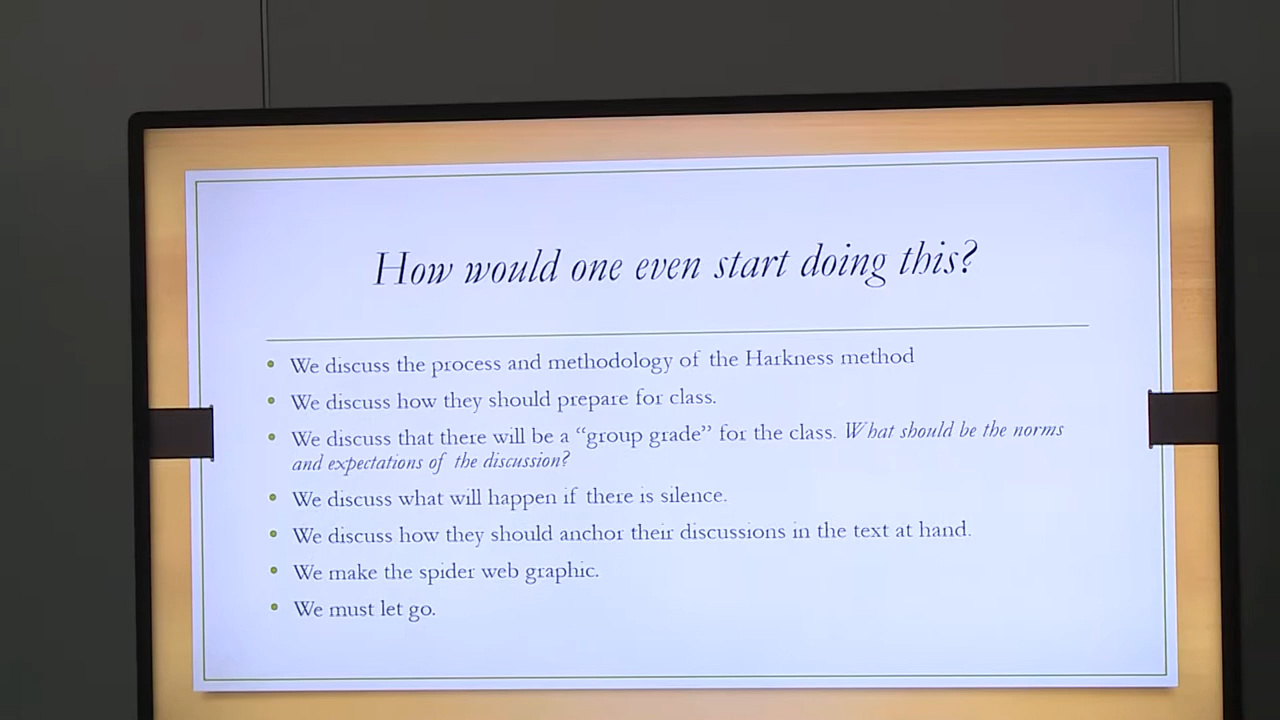 How would one even start doing this?
• We discuss the process and methodology of the Harkness method
• We discuss how they should prepare for class.
• We discuss that there will be a “group grade” for the class. What should be the norms
and expectations of the discussion?
• We discuss what will happen if there is silence.
• We discuss how they should anchor their discussions in the text at hand.
• We make the spider web graphic.
• We must let go.